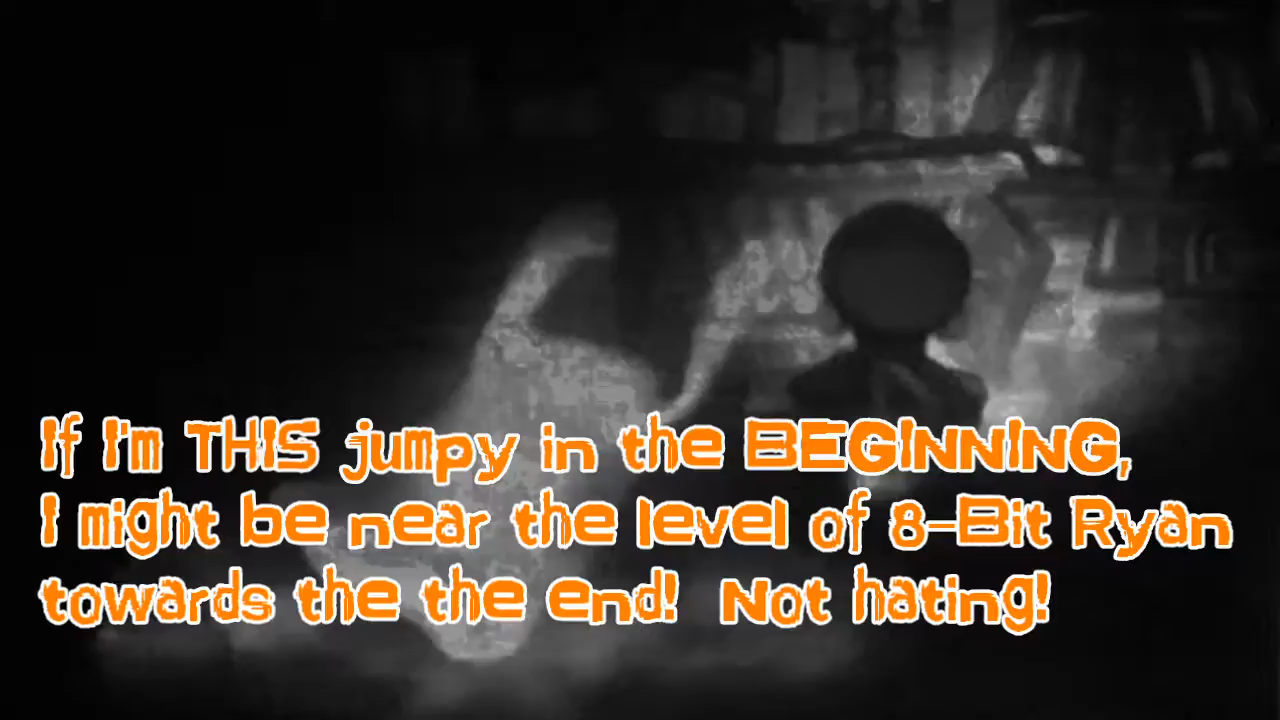 If I'm THIS jumpy in the BEGINNING,
I might be near the level of 8-Bit Ryan
towards the the end!  Not hating!